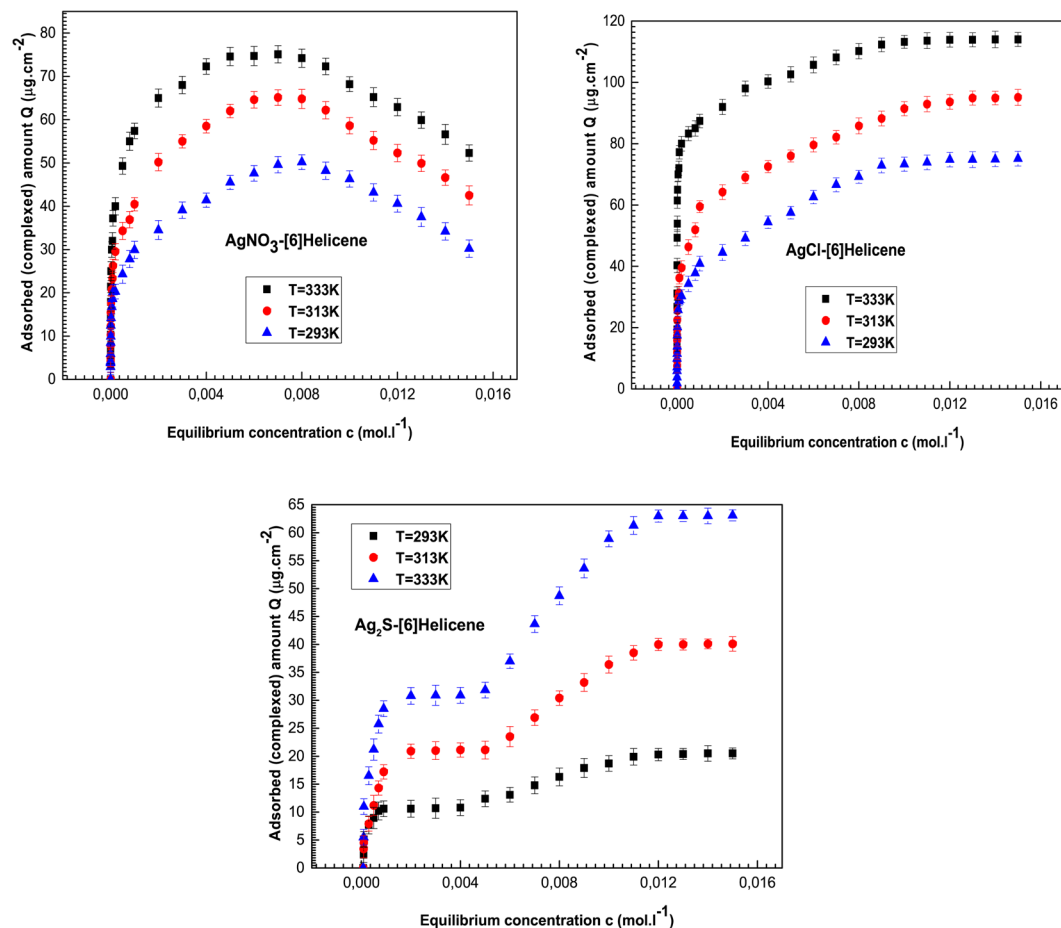 Adsorbed (complexed) amount Q (μg.cm⁻²)
90
80
70
60
50
40
30
20
10
0
AgNO₃-[6]Helicene
T=333K
T=313K
T=293K
0,000 0,004 0,008 0,012 0,016
Equilibrium concentration c (mol.l⁻¹)
Adsorbed (complexed) amount Q (μg.cm⁻²)
120
100
80
60
40
20
0
AgCl-[6]Helicene
T=333K
T=313K
T=293K
0,000 0,004 0,008 0,012 0,016
Equilibrium concentration c (mol.l⁻¹)
Adsorbed (complexed) amount Q (μg.cm⁻²)
65
60
55
50
45
40
35
30
25
20
15
10
5
0
T=293K
T=313K
T=333K
Ag₂S-[6]Helicene
0,000 0,004 0,008 0,012 0,016
Equilibrium concentration c (mol.l⁻¹)